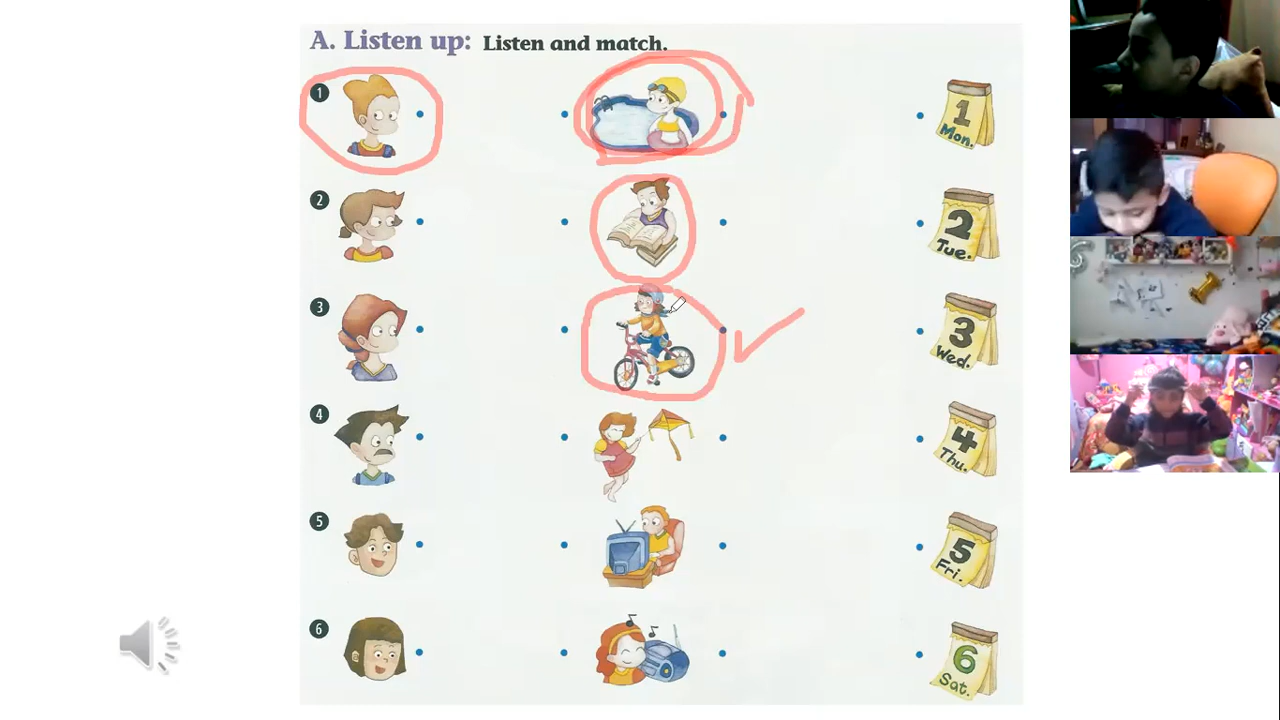 A. Listen up: Listen and match.
1
1
Mon.
2
2
Tue.
3
3
Wed.
4
4
Thu.
5
5
Fri.
6
6
Sat.